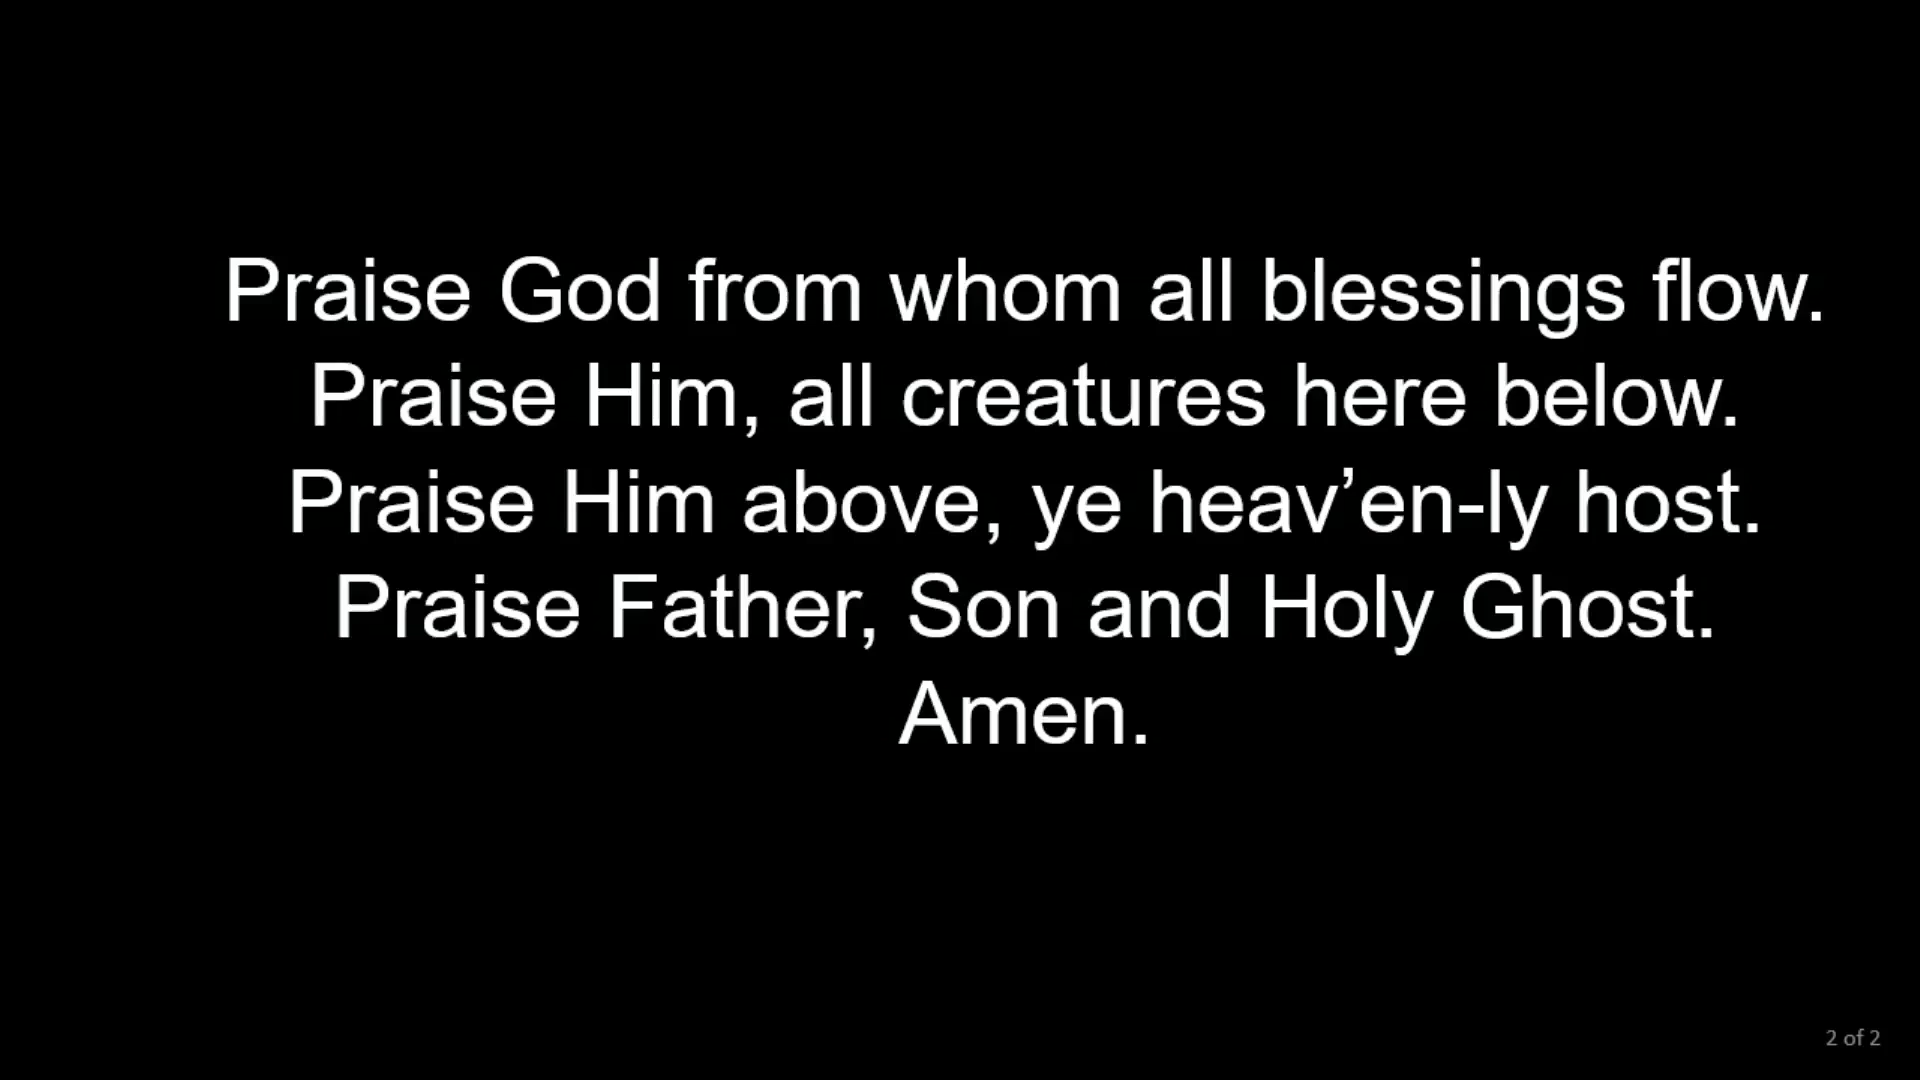 Praise God from whom all blessings flow.
Praise Him, all creatures here below.
Praise Him above, ye heav’en-ly host.
Praise Father, Son and Holy Ghost.
Amen.
2 of 2